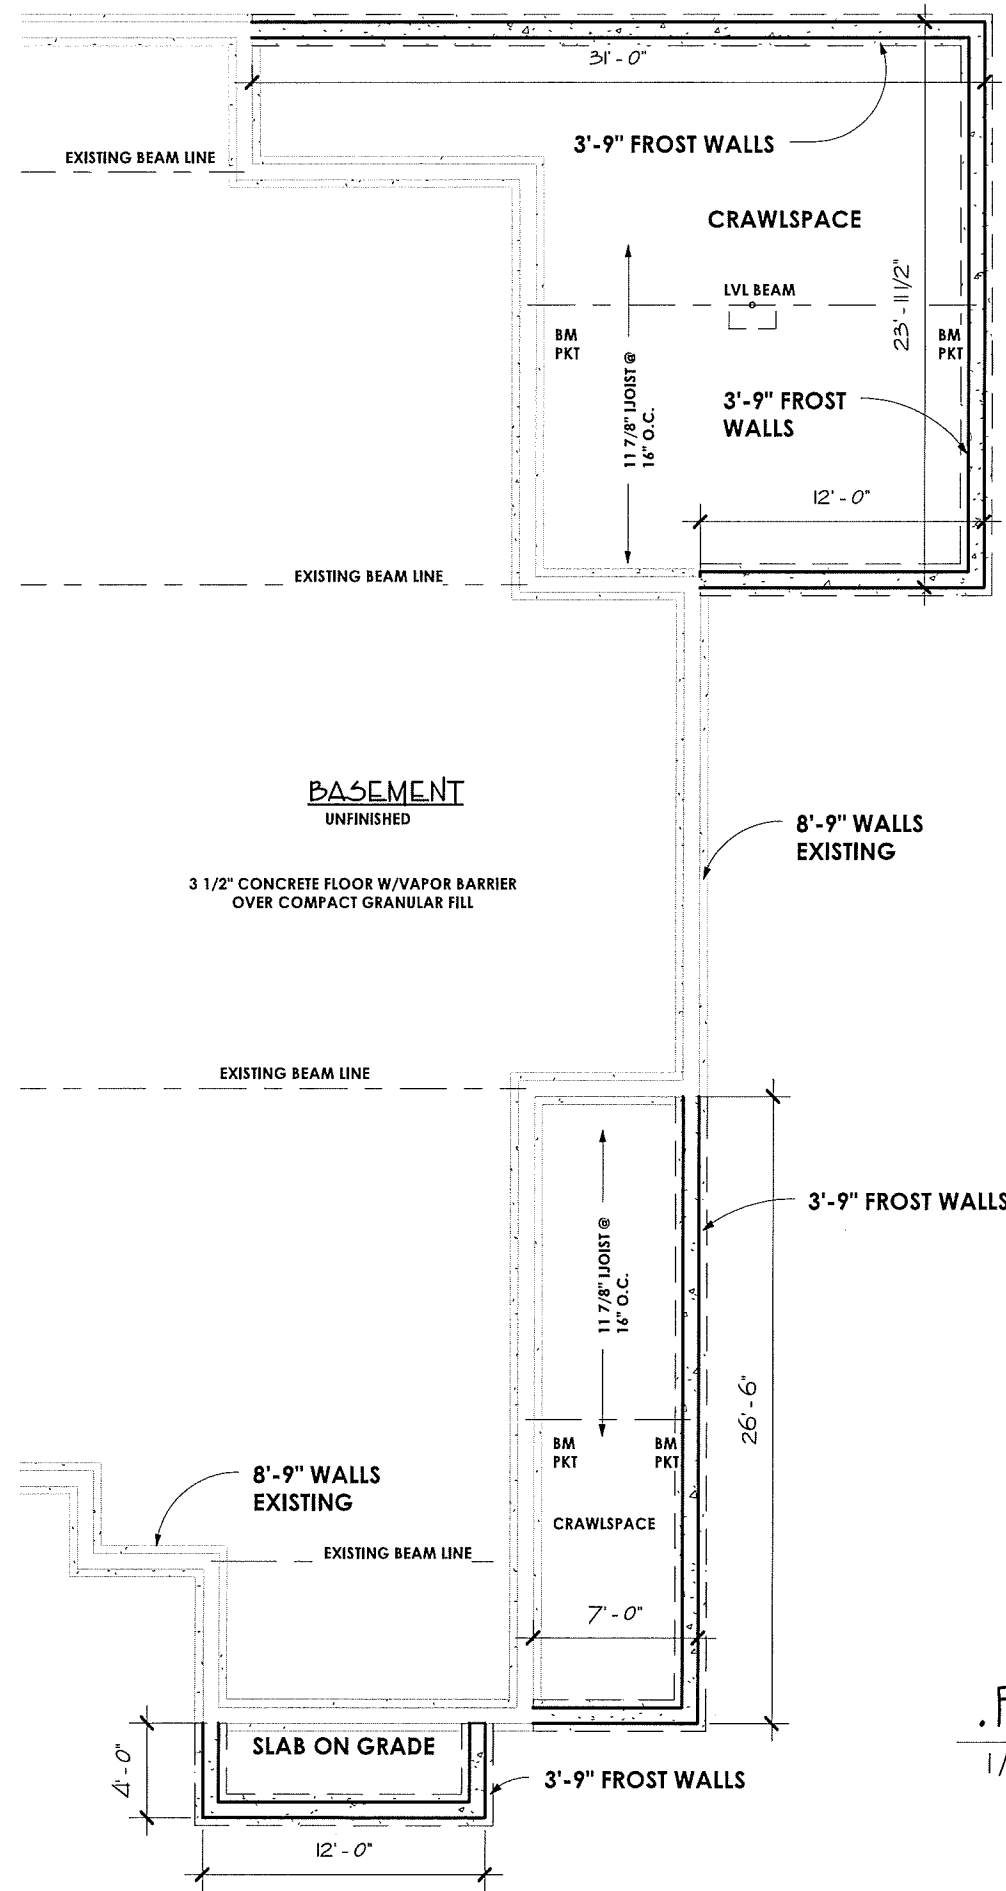 31'-0"
3'-9" FROST WALLS
EXISTING BEAM LINE
CRAWLSPACE
LVL BEAM
23'-11 1/2"
BM
PKT
BM
PKT
11 7/8" IJOIST @
16" O.C.
3'-9" FROST
WALLS
12'-0"
EXISTING BEAM LINE
BASEMENT
UNFINISHED
8'-9" WALLS
EXISTING
3 1/2" CONCRETE FLOOR W/VAPOR BARRIER
OVER COMPACT GRANULAR FILL
EXISTING BEAM LINE
3'-9" FROST WALLS
11 7/8" IJOIST @
16" O.C.
26'-6"
BM
PKT
BM
PKT
8'-9" WALLS
EXISTING
CRAWLSPACE
EXISTING BEAM LINE
7'-0"
SLAB ON GRADE
4'-0"
3'-9" FROST WALLS
12'-0"
1/